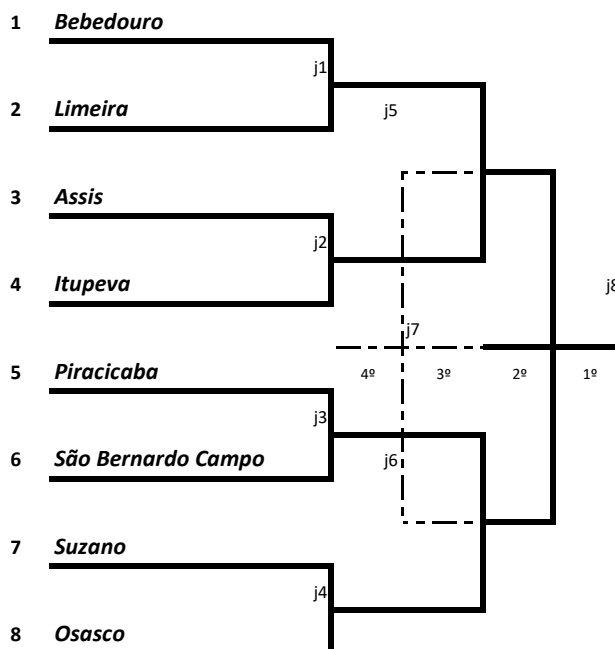 1 Bebedouro
j1
2 Limeira
j5
3 Assis
j2
4 Itupeva
j8
j7
5 Piracicaba
4º 3º 2º 1º
j3
6 São Bernardo Campo
j6
7 Suzano
j4
8 Osasco